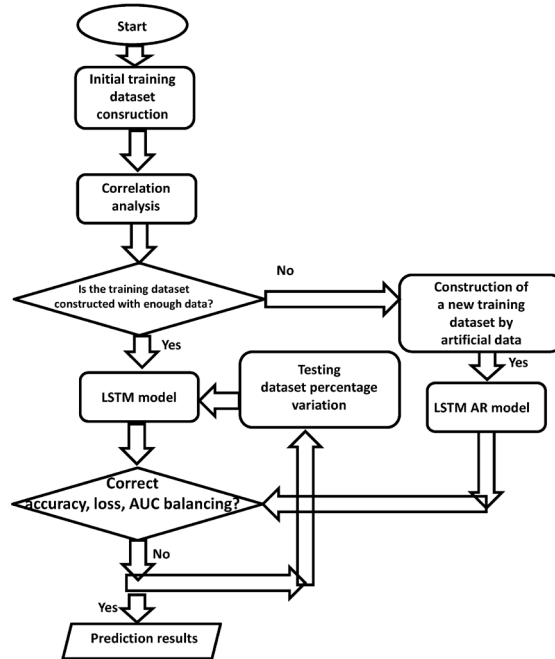 Start
Initial training
dataset
consruction
Correlation
analysis
Is the training dataset
constructed with enough data?
No
Construction of
a new training
dataset by
artificial data
Yes
Yes
Testing
dataset percentage
variation
LSTM model
LSTM AR model
Correct
accuracy, loss, AUC balancing?
No
Yes
Prediction results